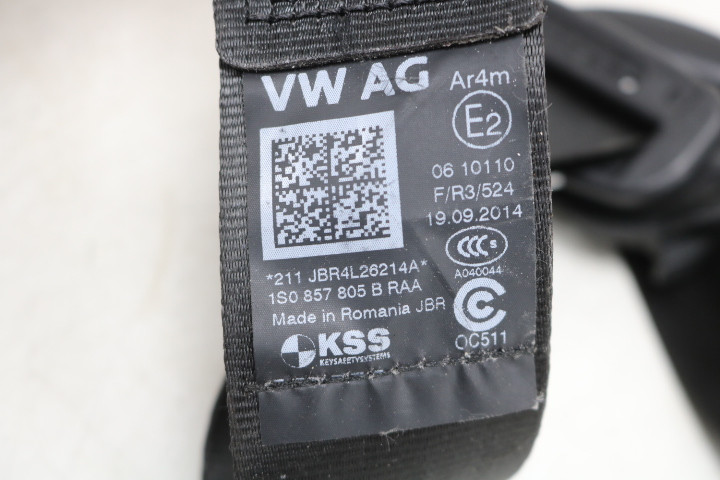 VW AG
Ar4m
E2
06 10110
F/R3/524
19.09.2014
CCC S
A040044
*211 JBR4L26214A*
1S0 857 805 B RAA
Made in Romania JBR
OC511
KSS
KEYSAFETYSYSTEMS